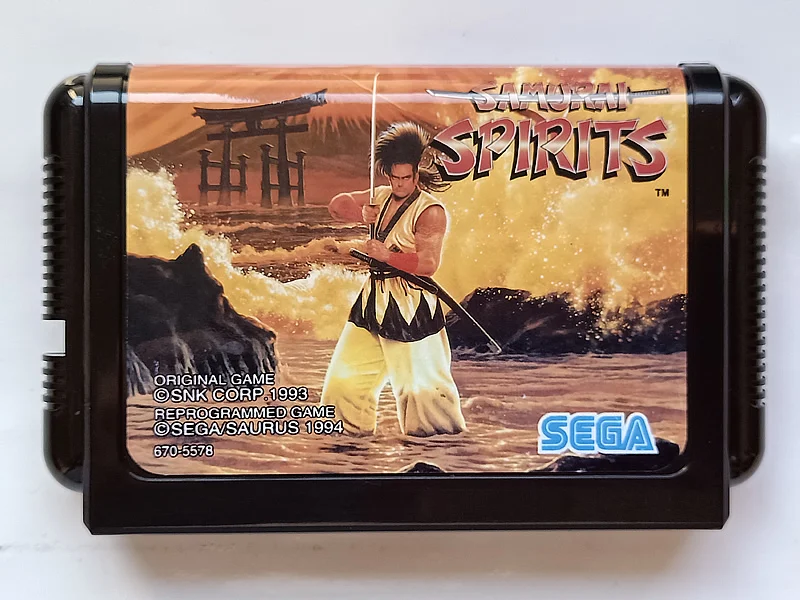 SAMURAI
SPIRITS
™
ORIGINAL GAME
©SNK CORP.1993
REPROGRAMMED GAME
©SEGA/SAURUS 1994
670-5578
SEGA